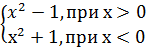 x² − 1, при x > 0
x² + 1, при x < 0